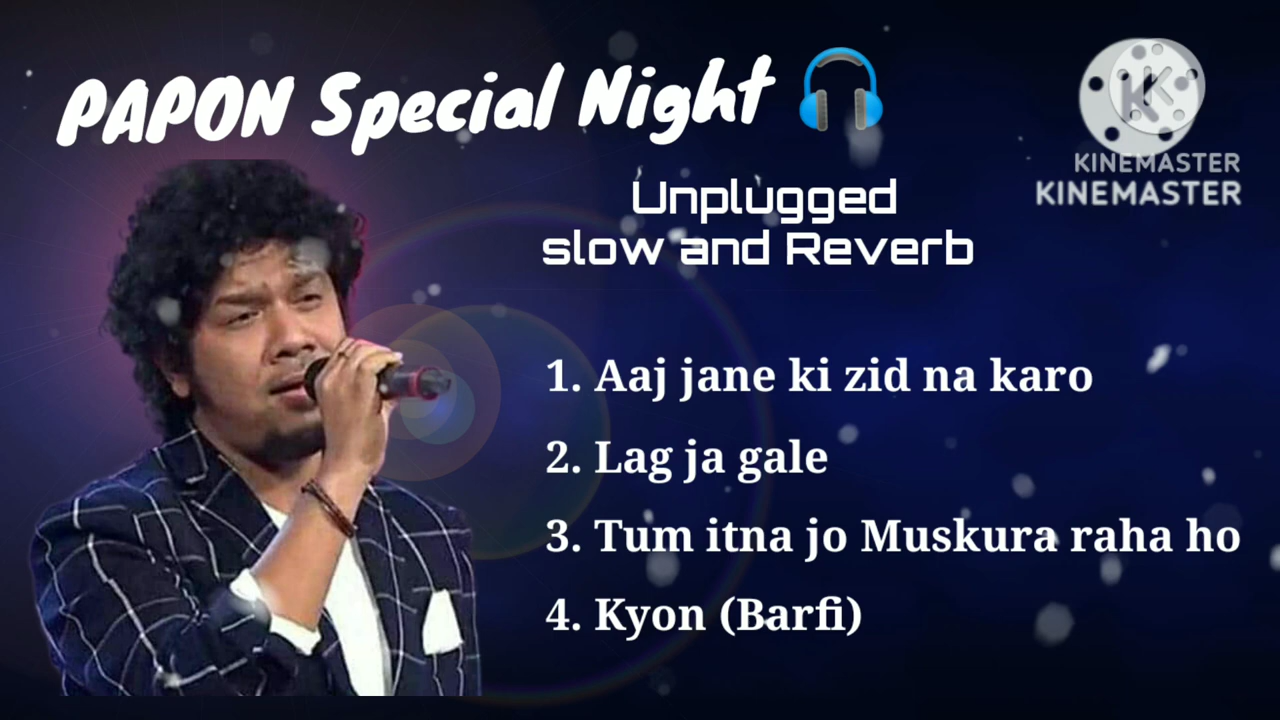 PAPON Special Night
KINEMASTER
KINEMASTER
Unplugged
slow and Reverb
1. Aaj jane ki zid na karo
2. Lag ja gale
3. Tum itna jo Muskura raha ho
4. Kyon (Barfi)